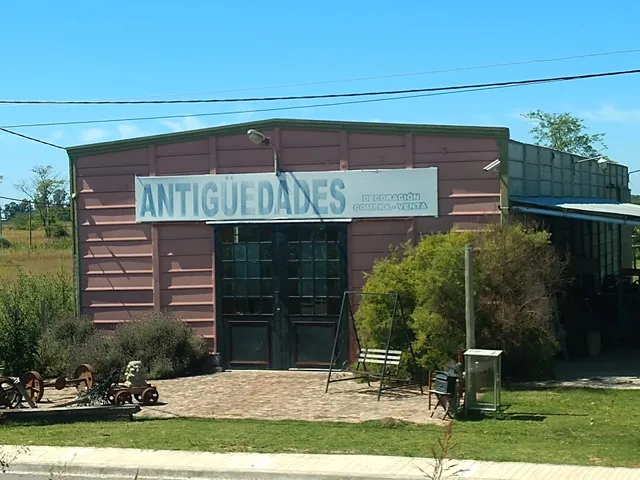 ANTIGÜEDADES
DECORACIÓN
COMPRA - VENTA